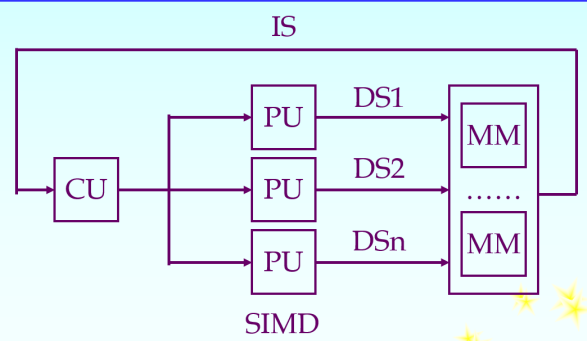 IS
DS1
PU
MM
DS2
CU
PU
......
DSn
PU
MM
SIMD